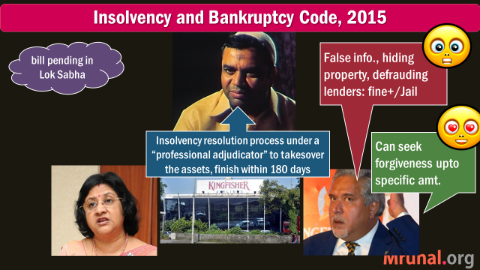 Insolvency and Bankruptcy Code, 2015
bill pending in
Lok Sabha
False info., hiding
property, defrauding
lenders: fine+/Jail
Insolvency resolution process under a
“professional adjudicator” to takeover
the assets, finish within 180 days
Can seek
forgiveness upto
specific amt.
KINGFISHER
mrunal.org